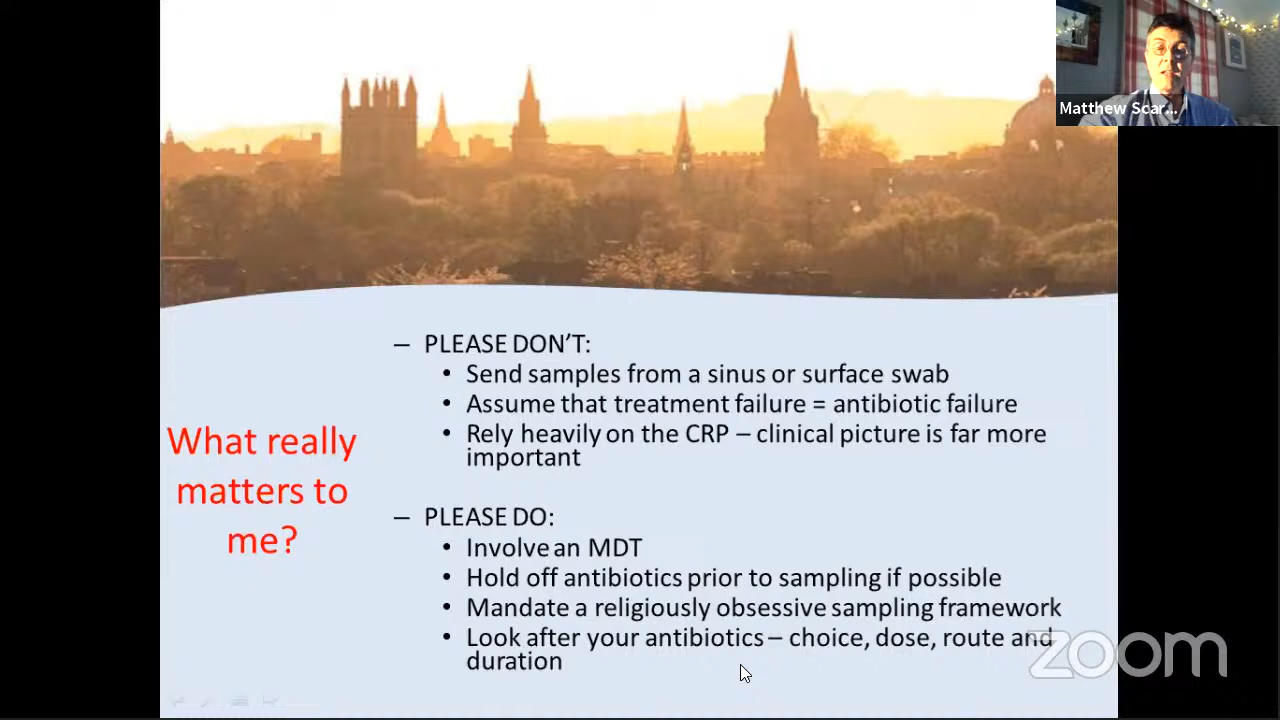 Matthew Scar...
– PLEASE DON’T:
• Send samples from a sinus or surface swab
• Assume that treatment failure = antibiotic failure
• Rely heavily on the CRP – clinical picture is far more
important
What really
matters to
me?
– PLEASE DO:
• Involve an MDT
• Hold off antibiotics prior to sampling if possible
• Mandate a religiously obsessive sampling framework
• Look after your antibiotics – choice, dose, route and
duration
zoom